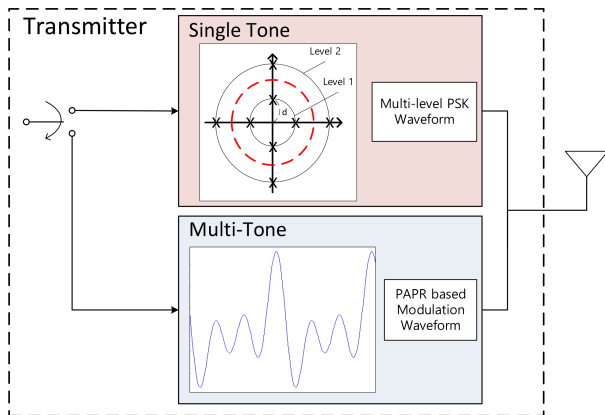 Transmitter
Single Tone
Level 2
Level 1
d
Multi-level PSK
Waveform
Multi-Tone
PAPR based
Modulation
Waveform